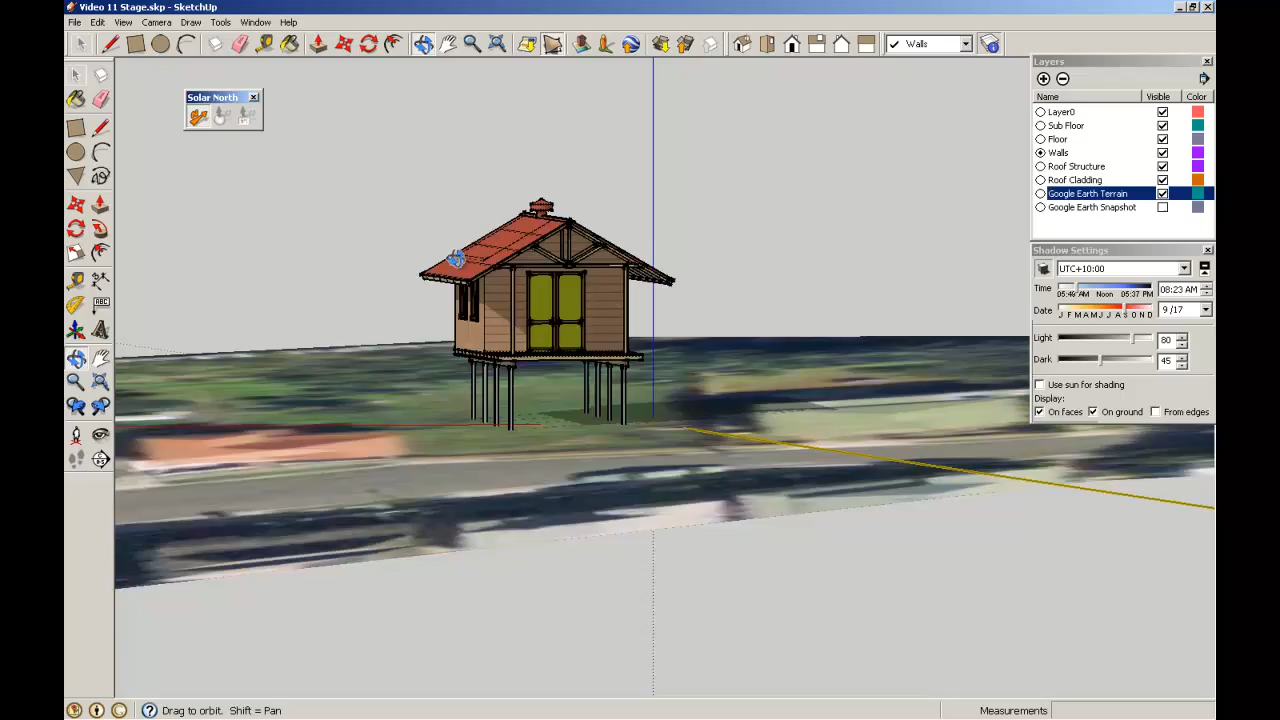 Video 11 Stage.skp - SketchUp
File Edit View Camera Draw Tools Window Help
Walls
Solar North
Layers
Name Visible Color
Layer0
Sub Floor
Floor
Walls
Roof Structure
Roof Cladding
Google Earth Terrain
Google Earth Snapshot
Shadow Settings
UTC+10:00
Time 08:23 AM
Noon 05:37 PM
Date 9/17
J F M A M J J A S O N D
Light 80
Dark 45
Use sun for shading
Display:
On faces On ground From edges
ABC
Drag to orbit. Shift = Pan
Measurements